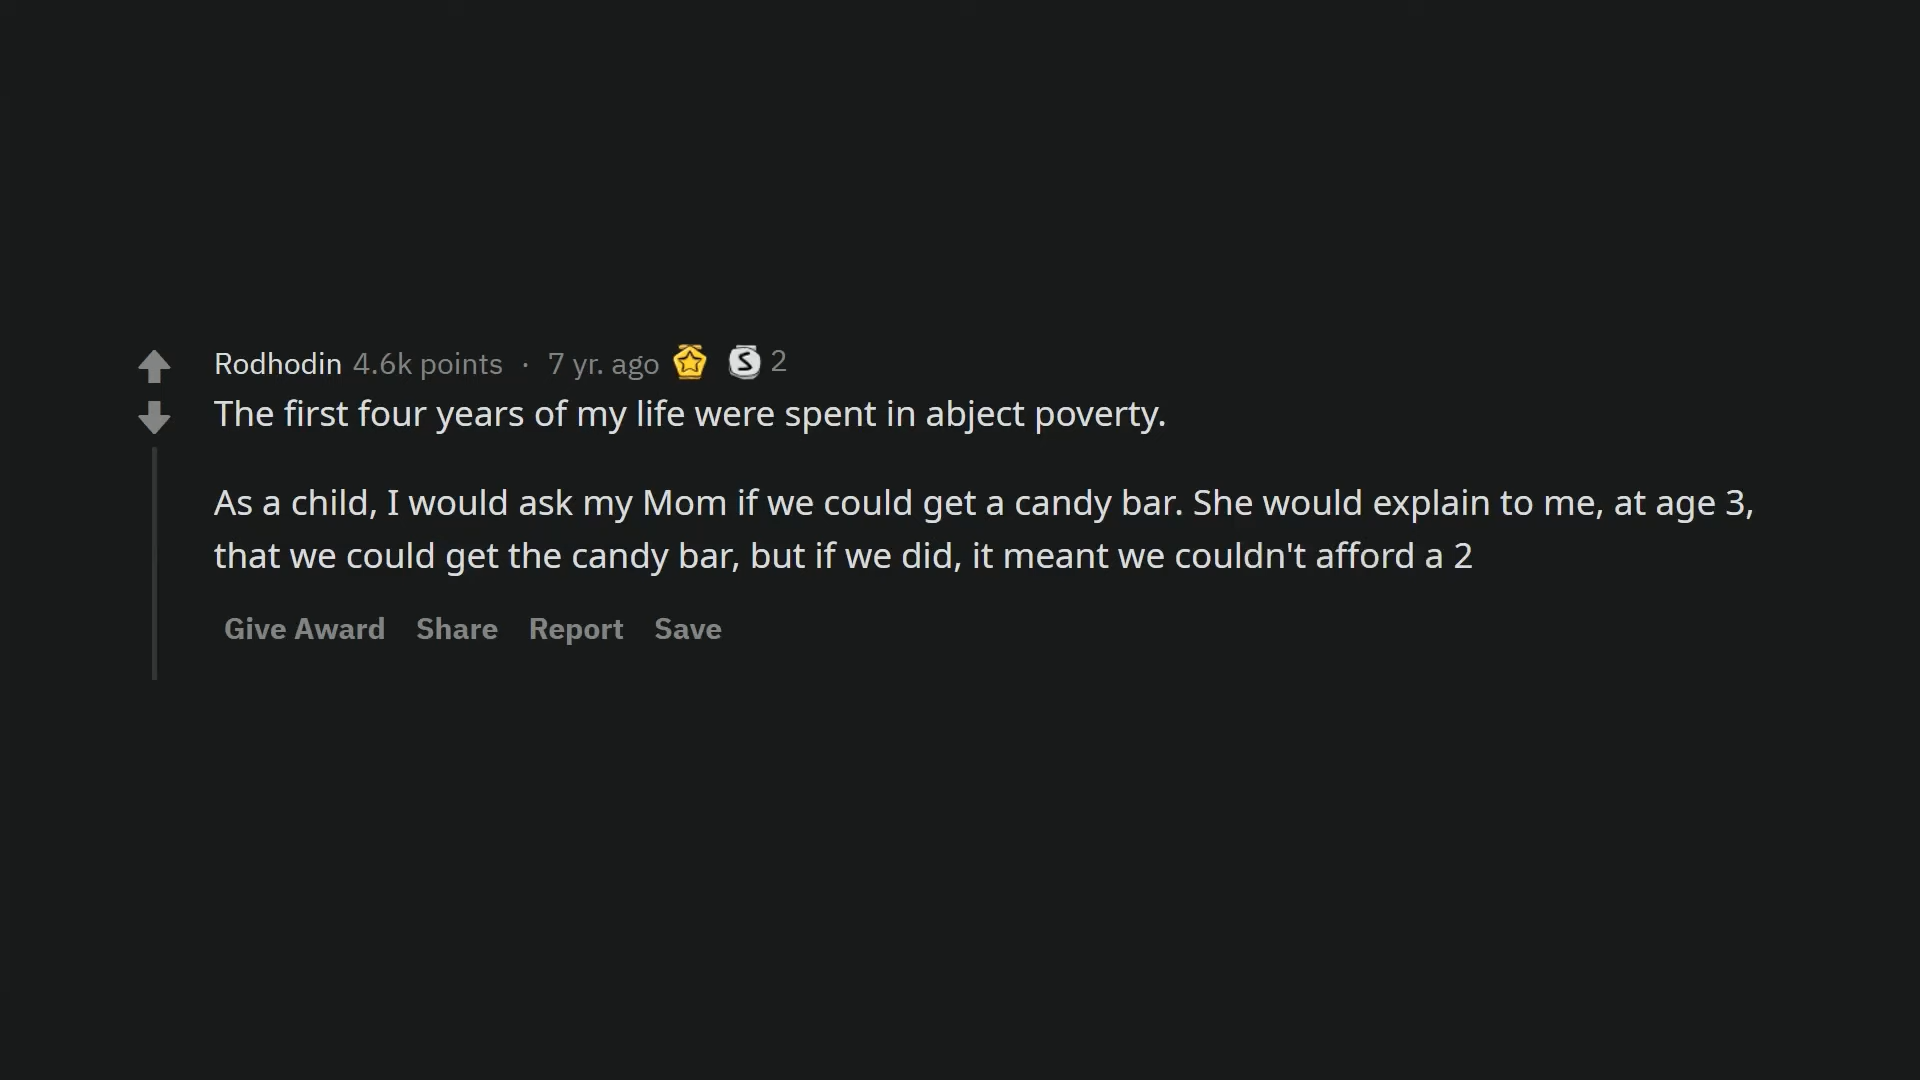 Rodhodin 4.6k points · 7 yr. ago S 2
The first four years of my life were spent in abject poverty.
As a child, I would ask my Mom if we could get a candy bar. She would explain to me, at age 3,
that we could get the candy bar, but if we did, it meant we couldn't afford a 2
Give Award Share Report Save